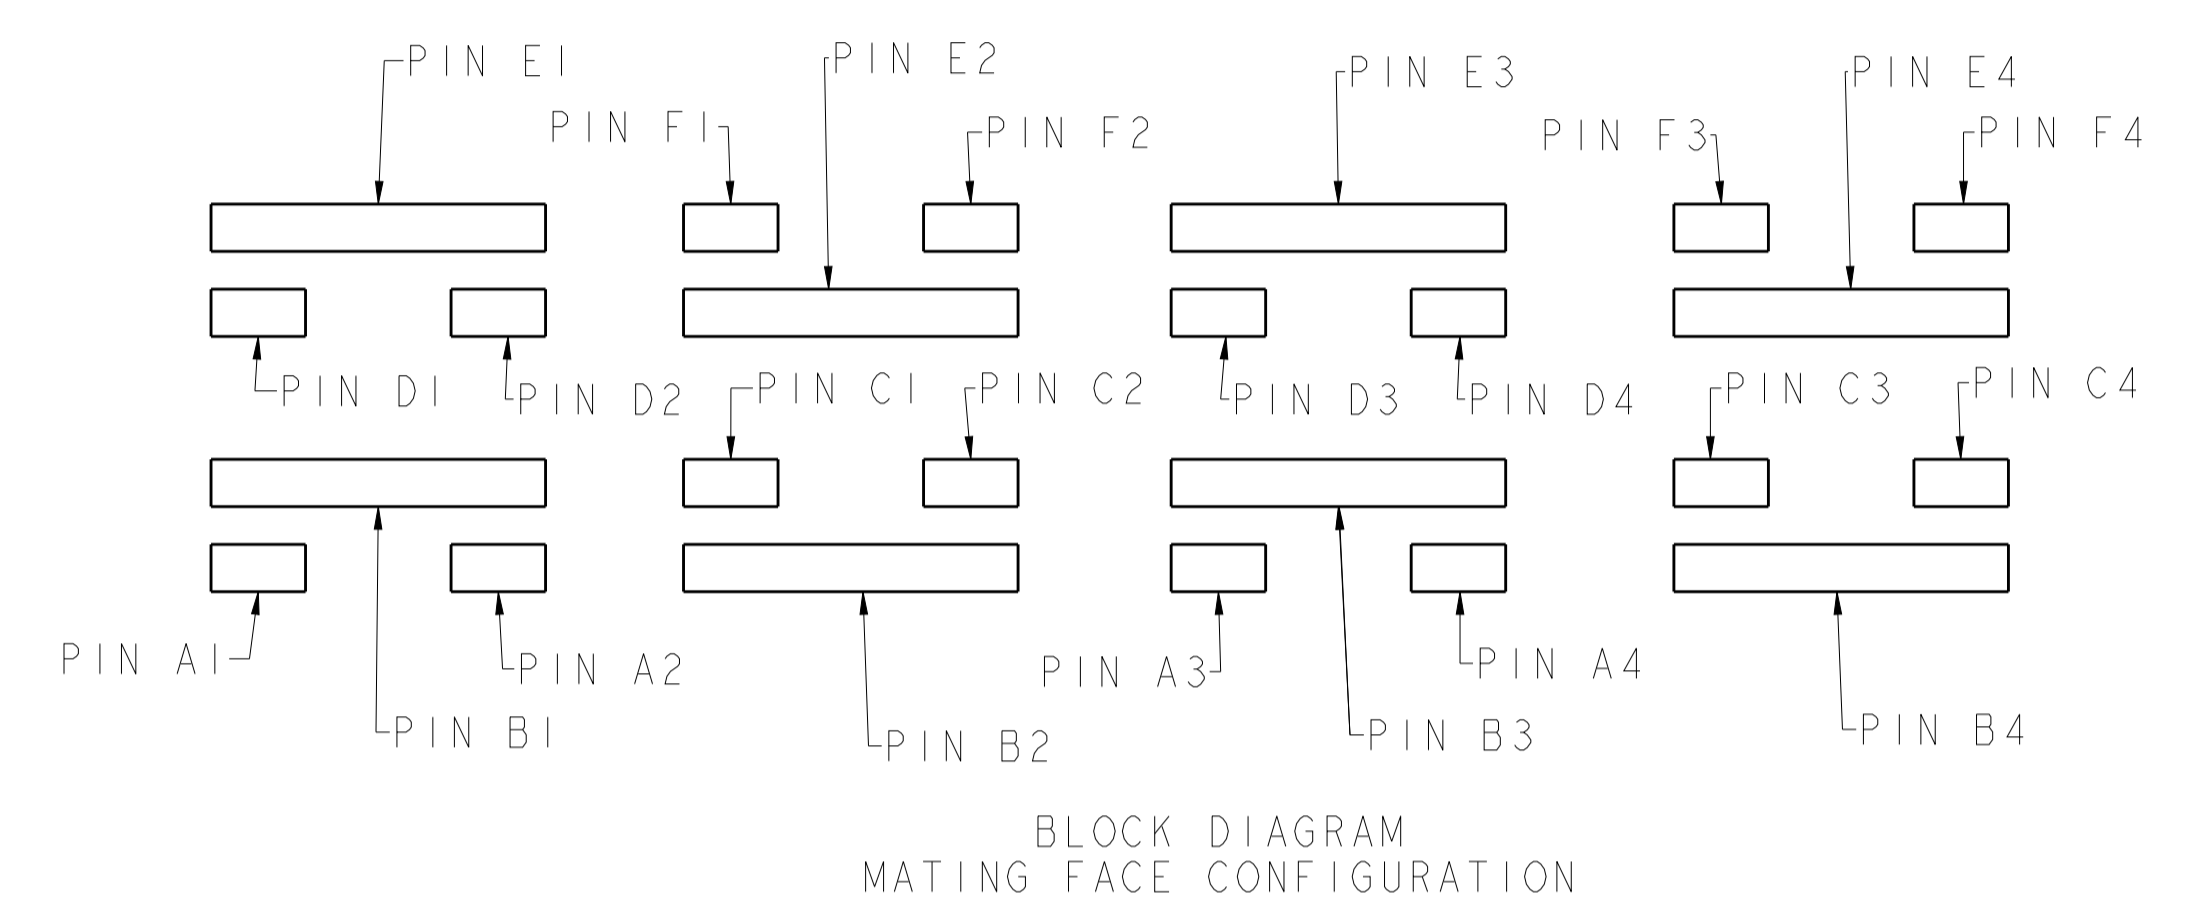 PIN E1
PIN E2
PIN E3
PIN E4
PIN F1
PIN F2
PIN F3
PIN F4
PIN D1
PIN D2
PIN C1
PIN C2
PIN D3
PIN D4
PIN C3
PIN C4
PIN A1
PIN A2
PIN A3
PIN A4
PIN B1
PIN B2
PIN B3
PIN B4
BLOCK DIAGRAM
MATING FACE CONFIGURATION